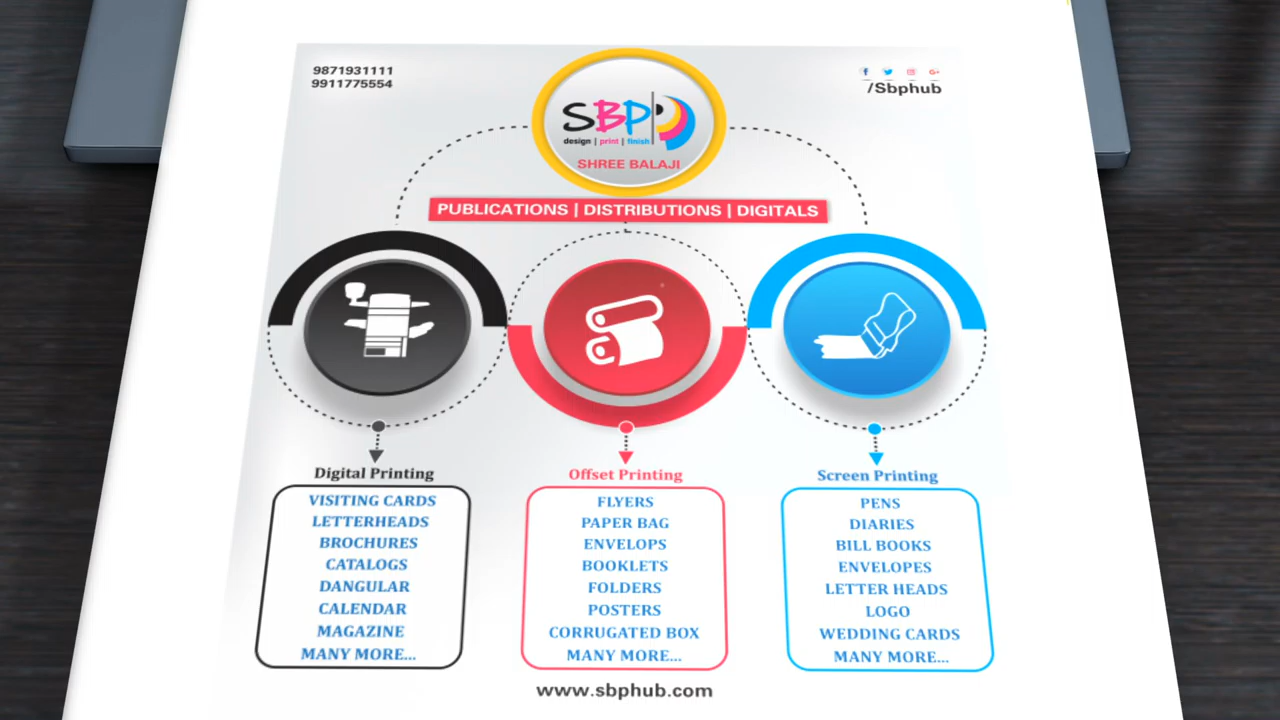 9871931111
9911775554
/Sbphub
SBP
design | print | finish
SHREE BALAJI
PUBLICATIONS | DISTRIBUTIONS | DIGITALS
Digital Printing
VISITING CARDS
LETTERHEADS
BROCHURES
CATALOGS
DANGULAR
CALENDAR
MAGAZINE
MANY MORE...
Offset Printing
FLYERS
PAPER BAG
ENVELOPS
BOOKLETS
FOLDERS
POSTERS
CORRUGATED BOX
MANY MORE...
Screen Printing
PENS
DIARIES
BILL BOOKS
ENVELOPES
LETTER HEADS
LOGO
WEDDING CARDS
MANY MORE...
www.sbphub.com